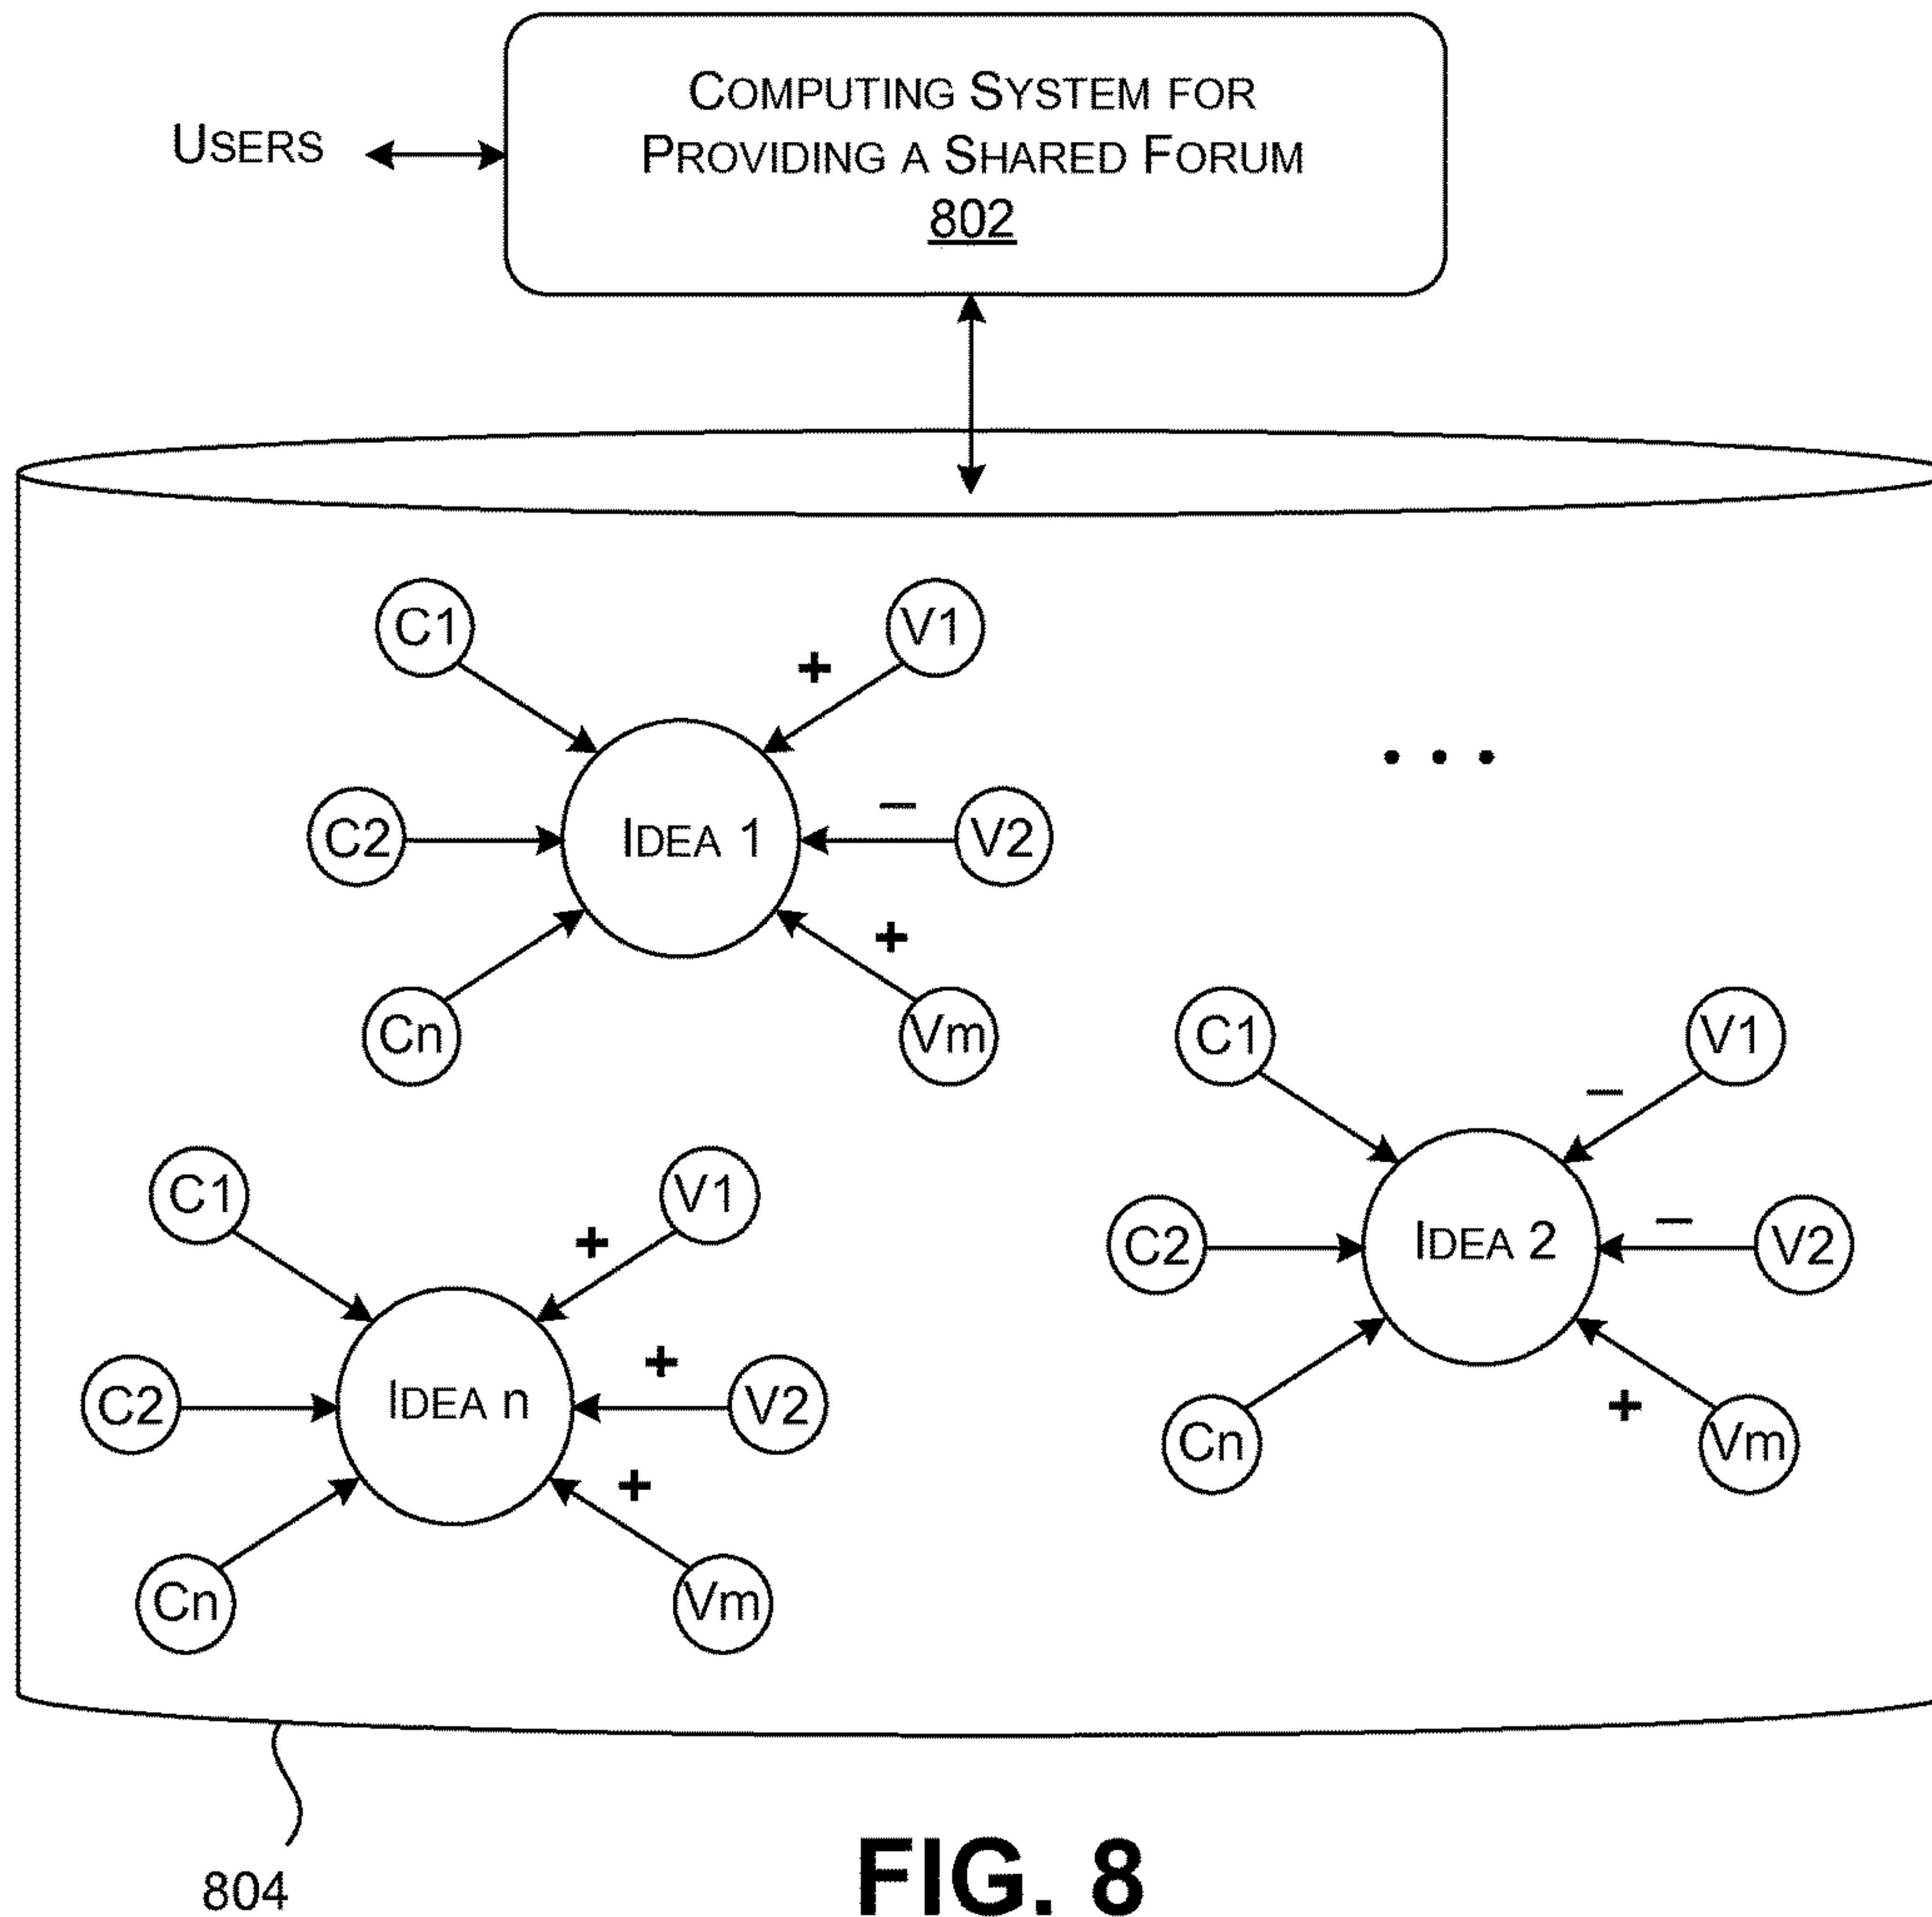 COMPUTING SYSTEM FOR
USERS
PROVIDING A SHARED FORUM
802
C1
V1
+
. . .
–
C2
IDEA 1
V2
+
Cn
Vm
C1
V1
–
C1
V1
+
–
C2
IDEA 2
V2
+
C2
IDEA n
V2
+
Cn
Vm
+
Cn
Vm
804
FIG. 8